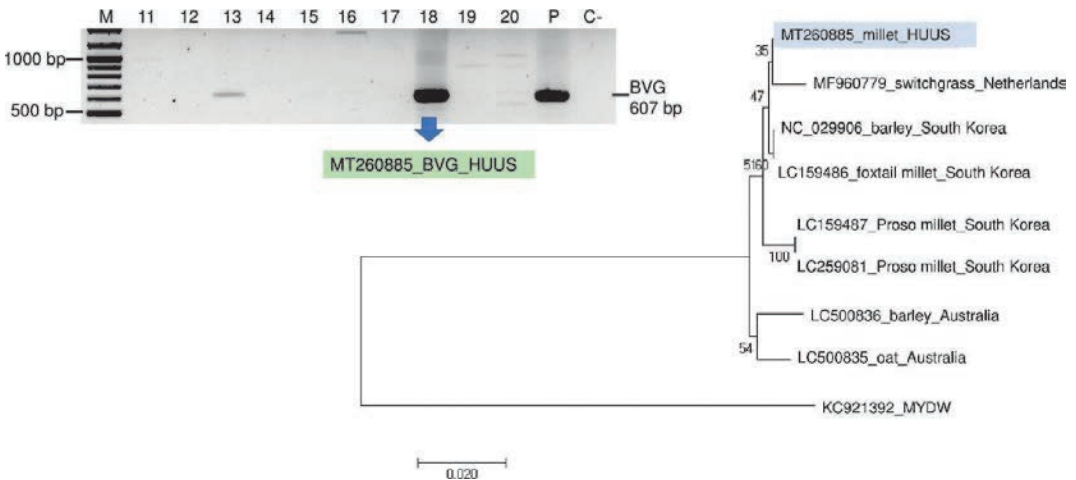 M 11 12 13 14 15 16 17 18 19 20 P C-
1000 bp
500 bp
BVG
607 bp
MT260885_BVG_HUUS
MT260885_millet_HUUS
35
MF960779_switchgrass_Netherlands
47
NC_029906_barley_South Korea
5160
LC159486_foxtail millet_South Korea
LC159487_Proso millet_South Korea
100
LC259081_Proso millet_South Korea
LC500836_barley_Australia
54
LC500835_oat_Australia
KC921392_MYDW
0.020